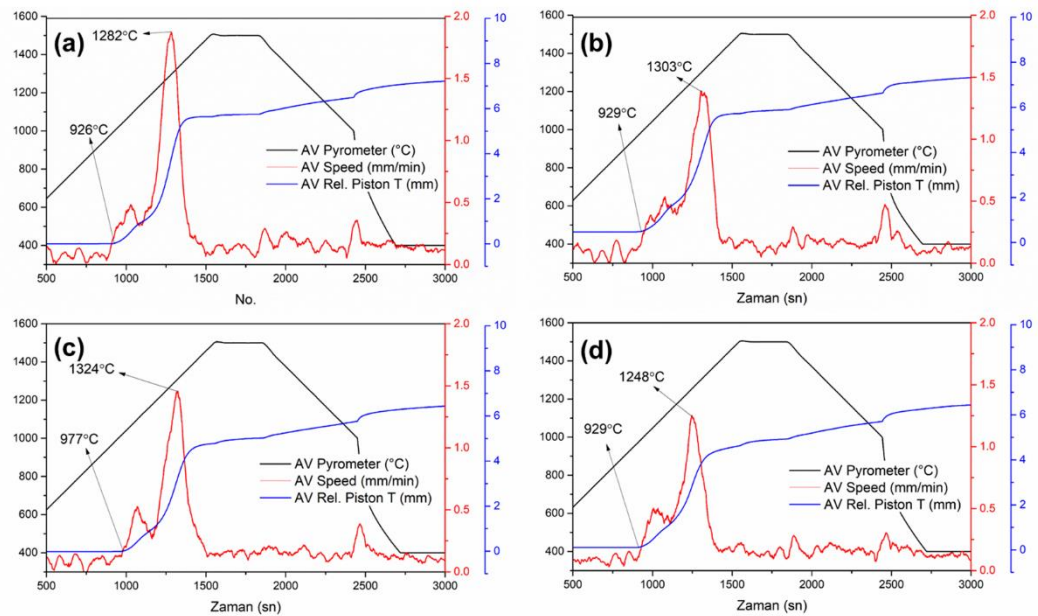 (a)
1282°C
926°C
AV Pyrometer (°C)
AV Speed (mm/min)
AV Rel. Piston T (mm)
1600
1400
1200
1000
800
600
400
2.0
1.5
1.0
0.5
0.0
10
8
6
4
2
0
500 1000 1500 2000 2500 3000
No.
(b)
1303°C
929°C
AV Pyrometer (°C)
AV Speed (mm/min)
AV Rel. Piston T (mm)
1600
1400
1200
1000
800
600
400
2.0
1.5
1.0
0.5
0.0
10
8
6
4
2
0
500 1000 1500 2000 2500 3000
Zaman (sn)
(c)
1324°C
977°C
AV Pyrometer (°C)
AV Speed (mm/min)
AV Rel. Piston T (mm)
1600
1400
1200
1000
800
600
400
2.0
1.5
1.0
0.5
0.0
10
8
6
4
2
0
500 1000 1500 2000 2500 3000
Zaman (sn)
(d)
1248°C
929°C
AV Pyrometer (°C)
AV Speed (mm/min)
AV Rel. Piston T (mm)
1600
1400
1200
1000
800
600
400
2.0
1.5
1.0
0.5
0.0
10
8
6
4
2
0
500 1000 1500 2000 2500 3000
Zaman (sn)